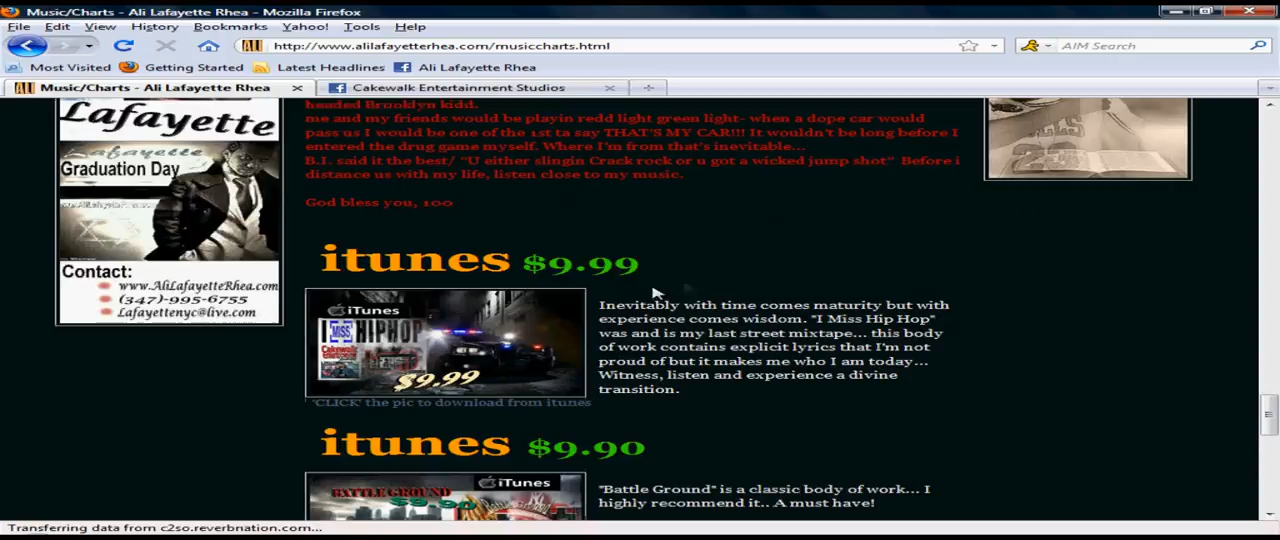 Music/Charts - Ali Lafayette Rhea - Mozilla Firefox
File Edit View History Bookmarks Yahoo! Tools Help
http://www.alilafayetterhea.com/musiccharts.html
AIM Search
Most Visited Getting Started Latest Headlines Ali Lafayette Rhea
Music/Charts - Ali Lafayette Rhea
Cakewalk Entertainment Studios
headed Brooklyn kidd.
me and my friends would be playin redd light green light- when a dope car would
pass us I would be one of the 1st ta say THAT'S MY CAR!!! It wouldn't be long before I
entered the drug game myself. Where I'm from that's inevitable...
B.I. said it the best/ "U either slingin Crack rock or u got a wicked jump shot" Before i
distance us with my life, listen close to my music.
God bless you, 100
Lafayette
Lafayette
Graduation Day
Contact:
www.AliLafayetteRhea.com
(347)-995-6755
Lafayettenyc@live.com
itunes $9.99
iTunes
I MISS HIPHOP
$9.99
Inevitably with time comes maturity but with
experience comes wisdom. "I Miss Hip Hop"
was and is my last street mixtape... this body
of work contains explicit lyrics that I'm not
proud of but it makes me who I am today...
Witness, listen and experience a divine
transition.
' 'CLICK' the pic to download from itunes
itunes $9.90
iTunes
BATTLE GROUND
$9.90
"Battle Ground" is a classic body of work... I
highly recommend it.. A must have!
Transferring data from c2so.reverbnation.com...